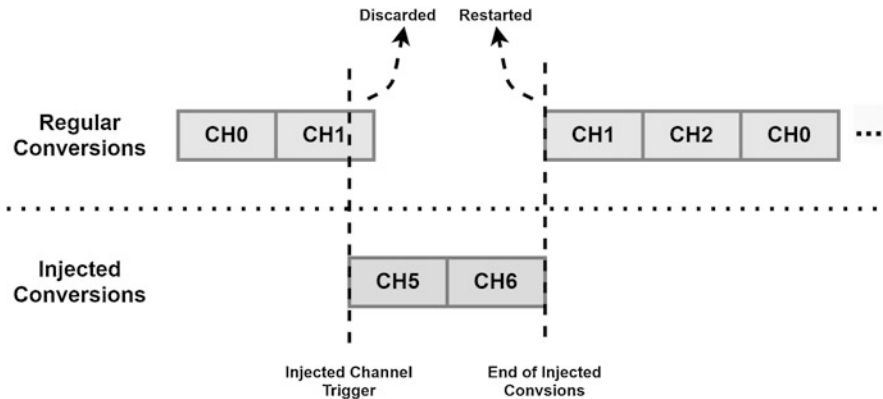 Discarded Restarted
Regular
Conversions
CH0 CH1 CH1 CH2 CH0 ...
Injected
Conversions
CH5 CH6
Injected Channel
Trigger
End of Injected
Convsions